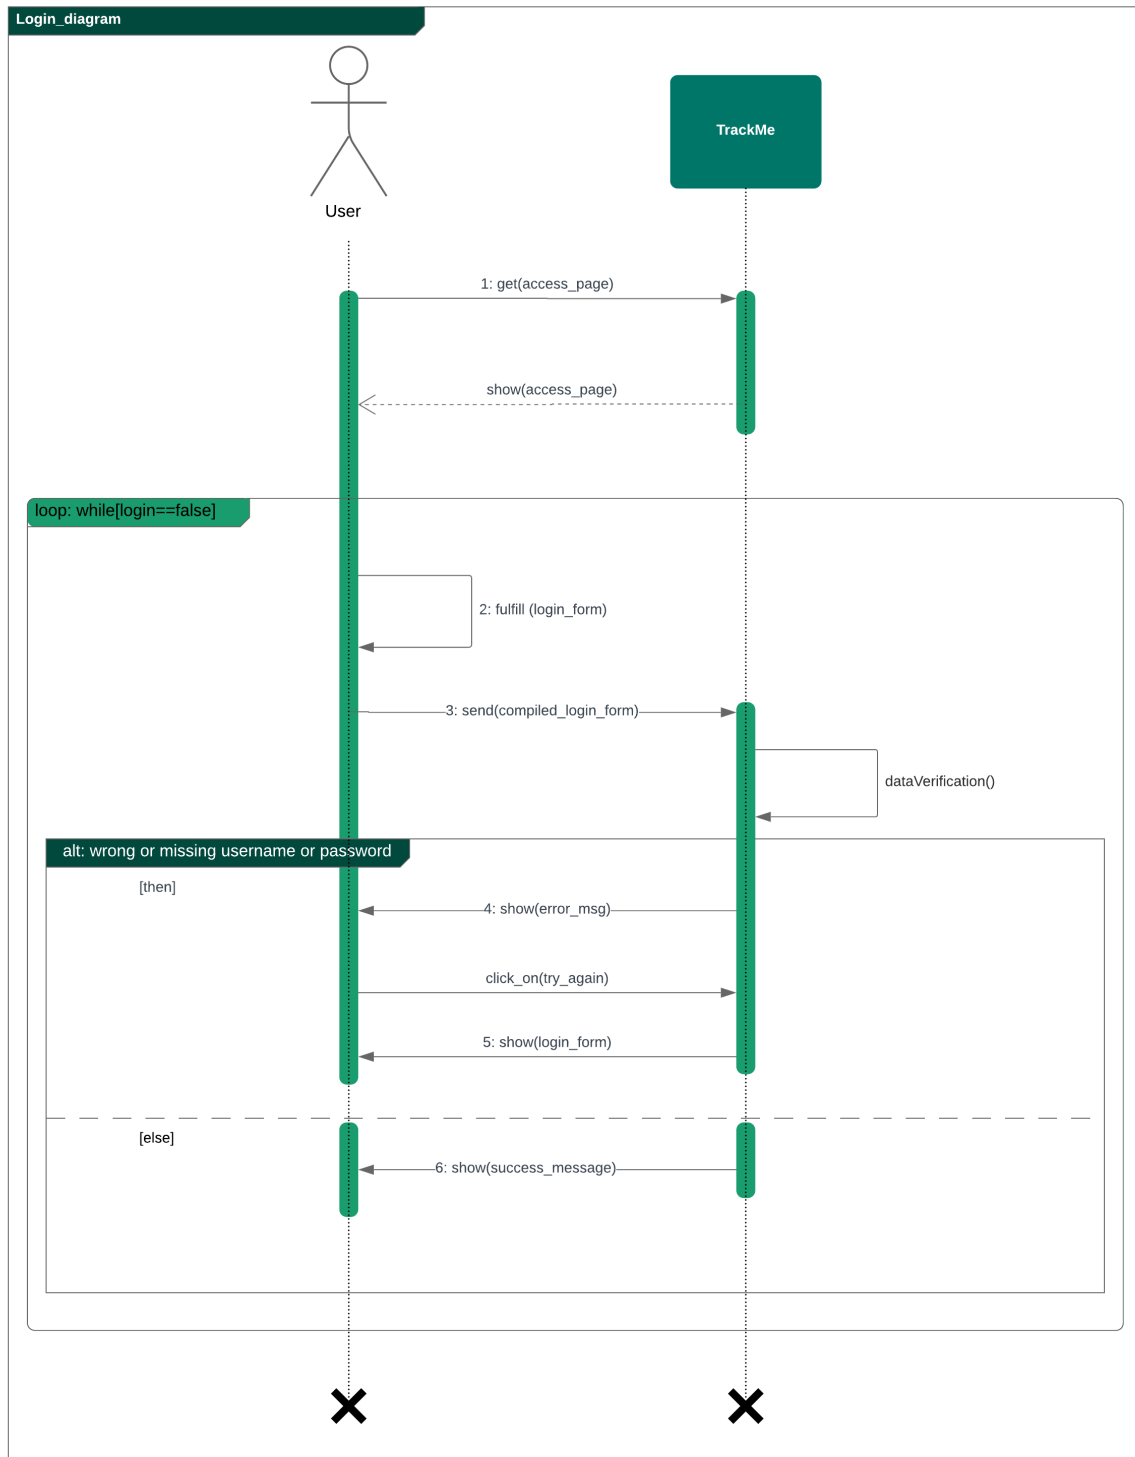 Login_diagram
TrackMe
User
1: get(access_page)
show(access_page)
loop: while[login==false]
2: fulfill (login_form)
3: send(compiled_login_form)
dataVerification()
alt: wrong or missing username or password
[then]
4: show(error_msg)
click_on(try_again)
5: show(login_form)
[else]
6: show(success_message)